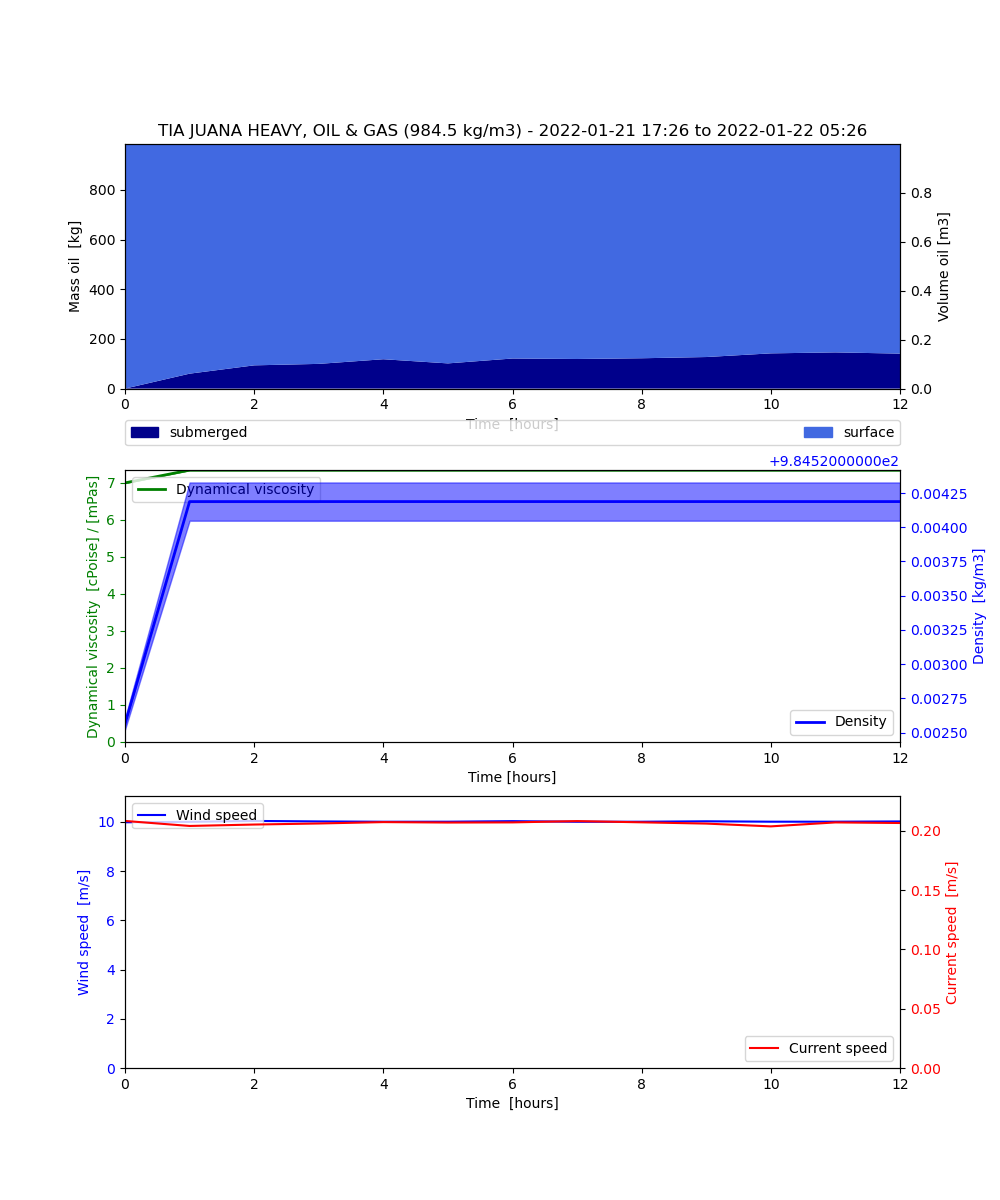 TIA JUANA HEAVY, OIL & GAS (984.5 kg/m3) - 2022-01-21 17:26 to 2022-01-22 05:26
800
600
400
200
0
Mass oil  [kg]
0.8
0.6
0.4
0.2
0.0
Volume oil [m3]
0 2 4 6 8 10 12
Time  [hours]
submerged
surface
+9.8452000000e2
Dynamical viscosity
7
6
5
4
3
2
1
0
Dynamical viscosity  [cPoise] / [mPas]
0.00425
0.00400
0.00375
0.00350
0.00325
0.00300
0.00275
0.00250
Density  [kg/m3]
Density
0 2 4 6 8 10 12
Time [hours]
Wind speed
10
8
6
4
2
0
Wind speed  [m/s]
0.20
0.15
0.10
0.05
0.00
Current speed  [m/s]
Current speed
0 2 4 6 8 10 12
Time  [hours]